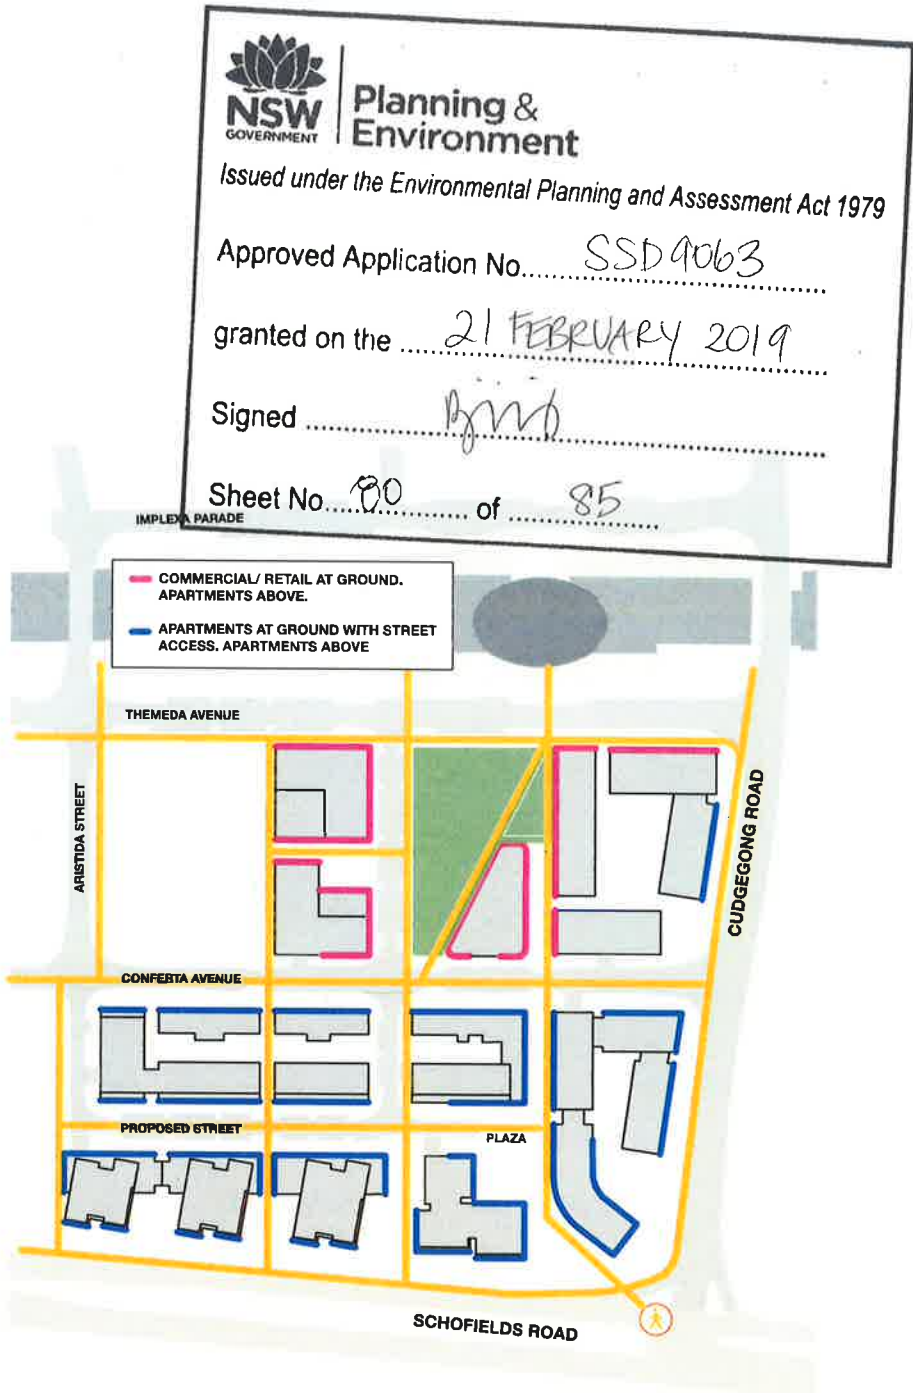 NSW
GOVERNMENT
Planning &
Environment
Issued under the Environmental Planning and Assessment Act 1979
Approved Application No. SSD 9063
granted on the 21 FEBRUARY 2019
Signed
Sheet No. 80 of 85
IMPLEXA PARADE
COMMERCIAL/ RETAIL AT GROUND.
APARTMENTS ABOVE.
APARTMENTS AT GROUND WITH STREET
ACCESS. APARTMENTS ABOVE
THEMEDA AVENUE
ARISTIDA STREET
CUDGEGONG ROAD
CONFERTA AVENUE
PROPOSED STREET
PLAZA
SCHOFIELDS ROAD